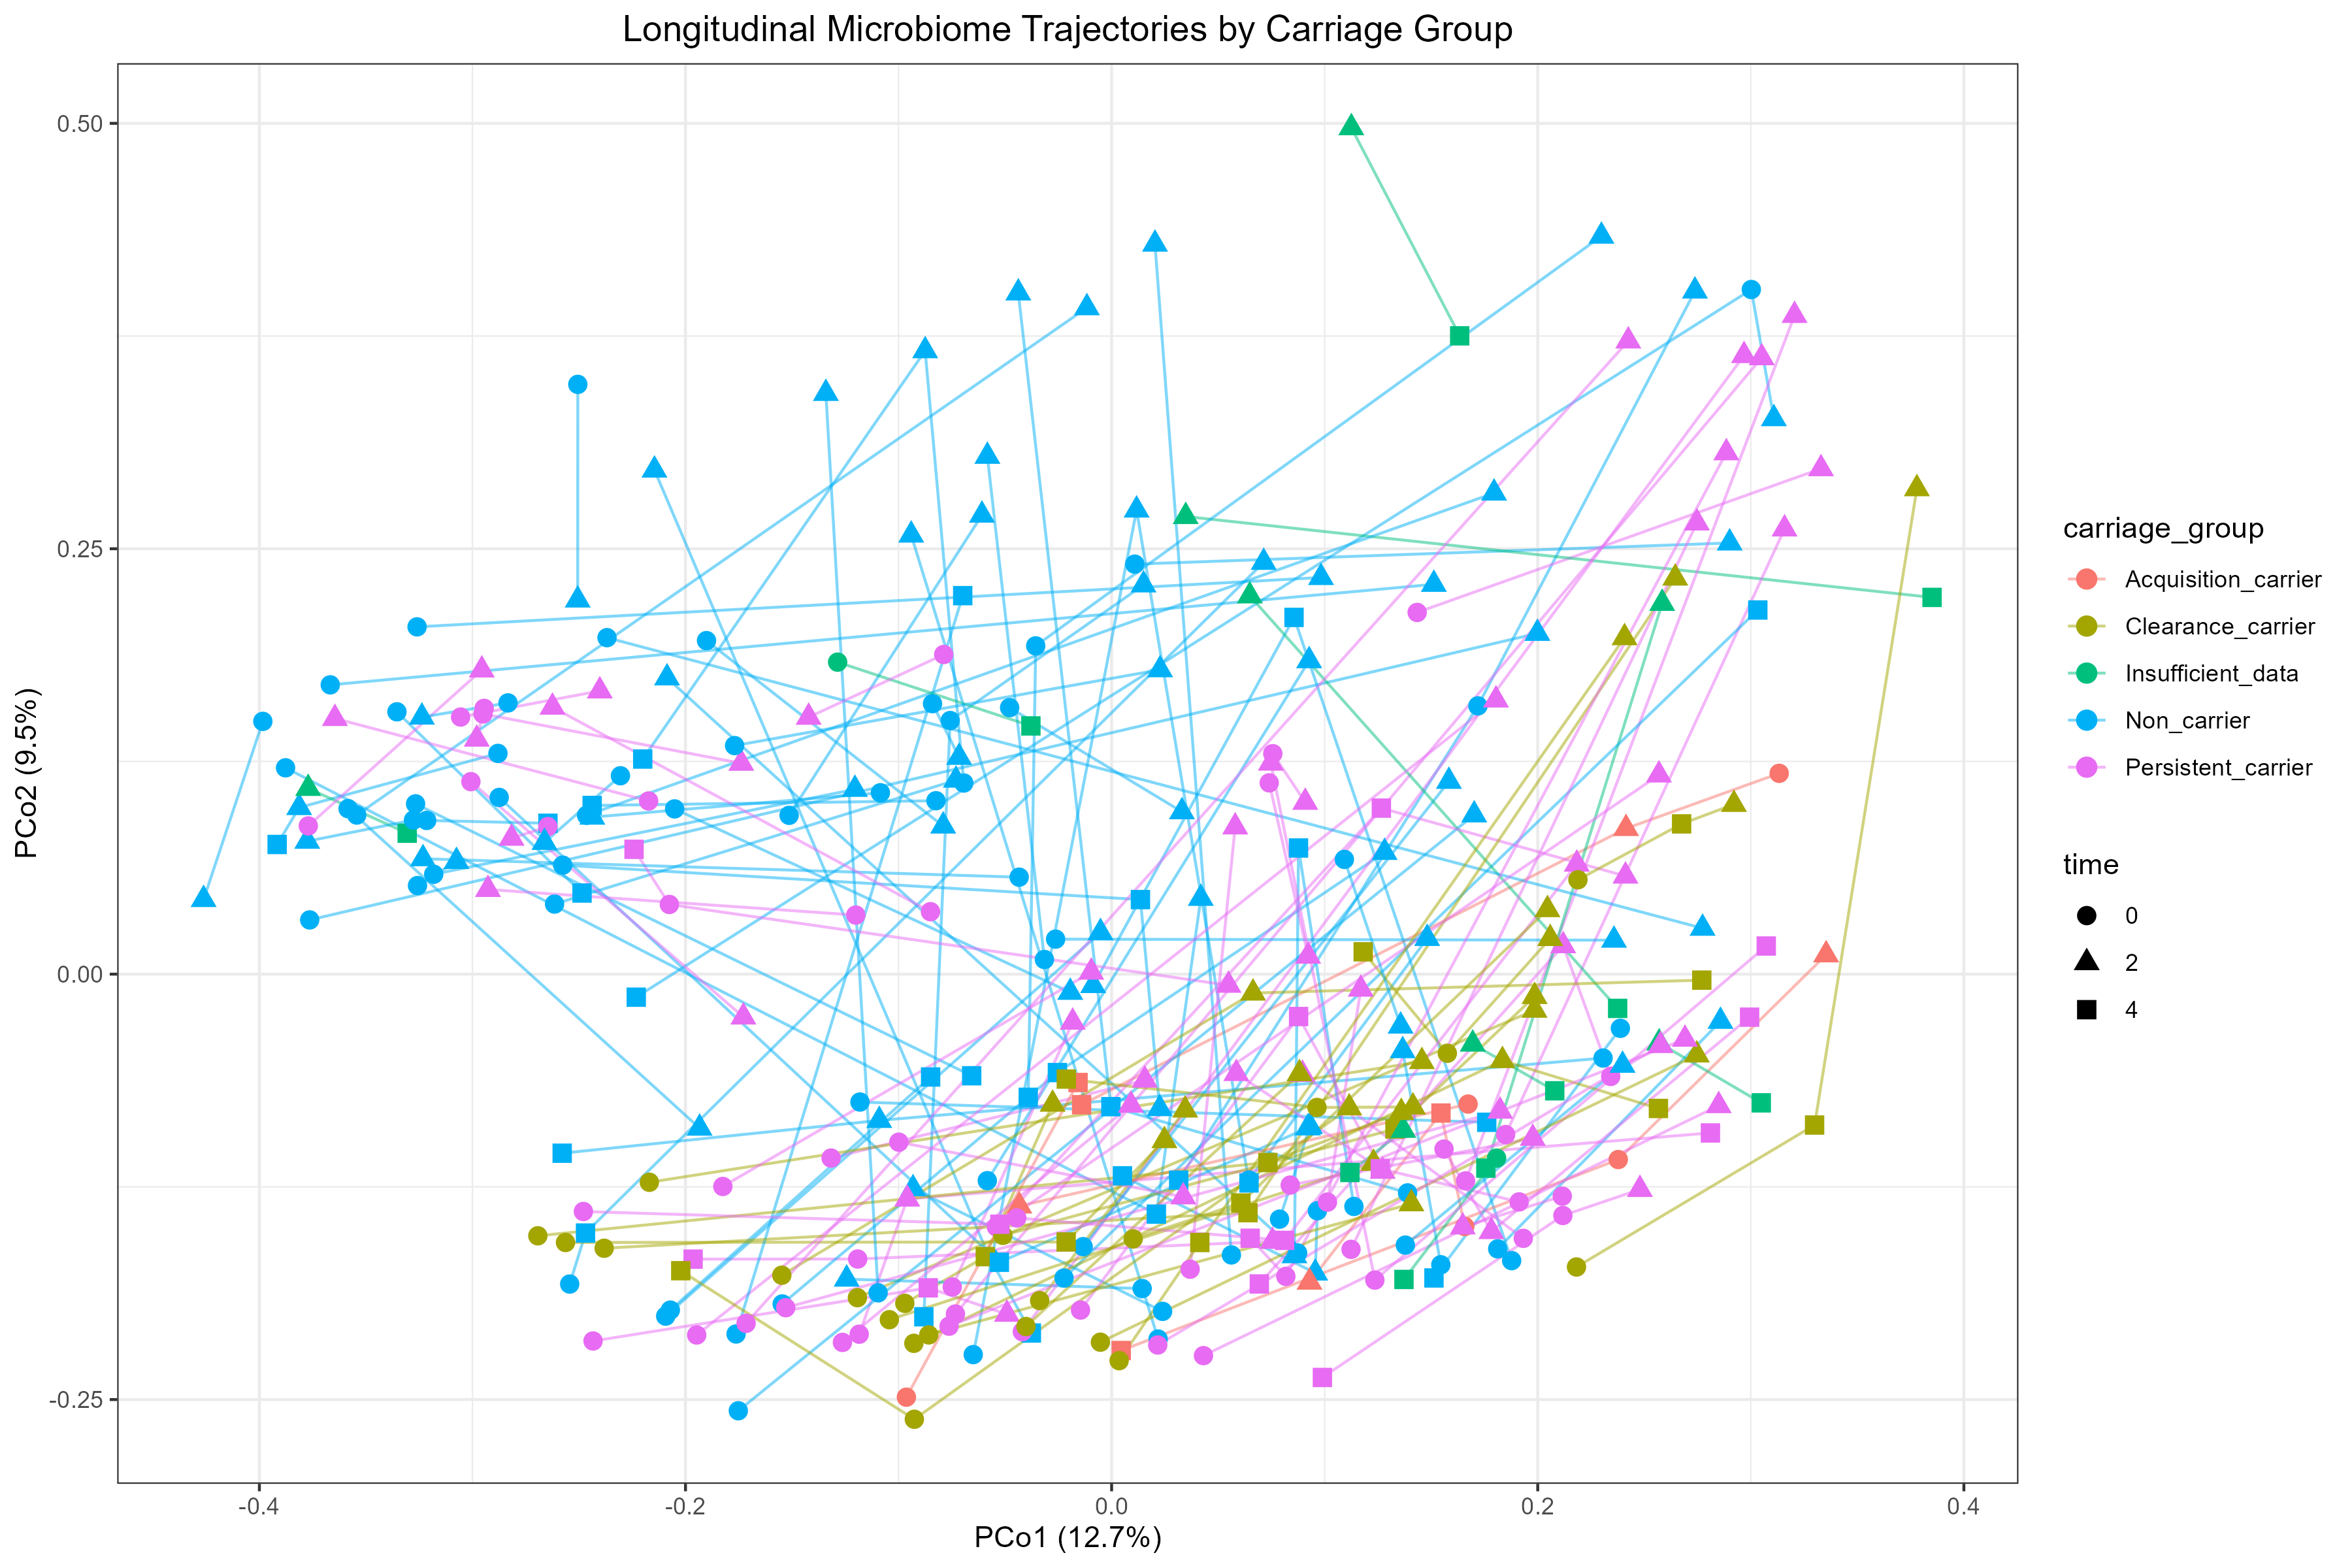 Longitudinal Microbiome Trajectories by Carriage Group
0.50
0.25
0.00
-0.25
PCo2 (9.5%)
-0.4
-0.2
0.0
0.2
0.4
PCo1 (12.7%)
carriage_group
Acquisition_carrier
Clearance_carrier
Insufficient_data
Non_carrier
Persistent_carrier
time
0
2
4